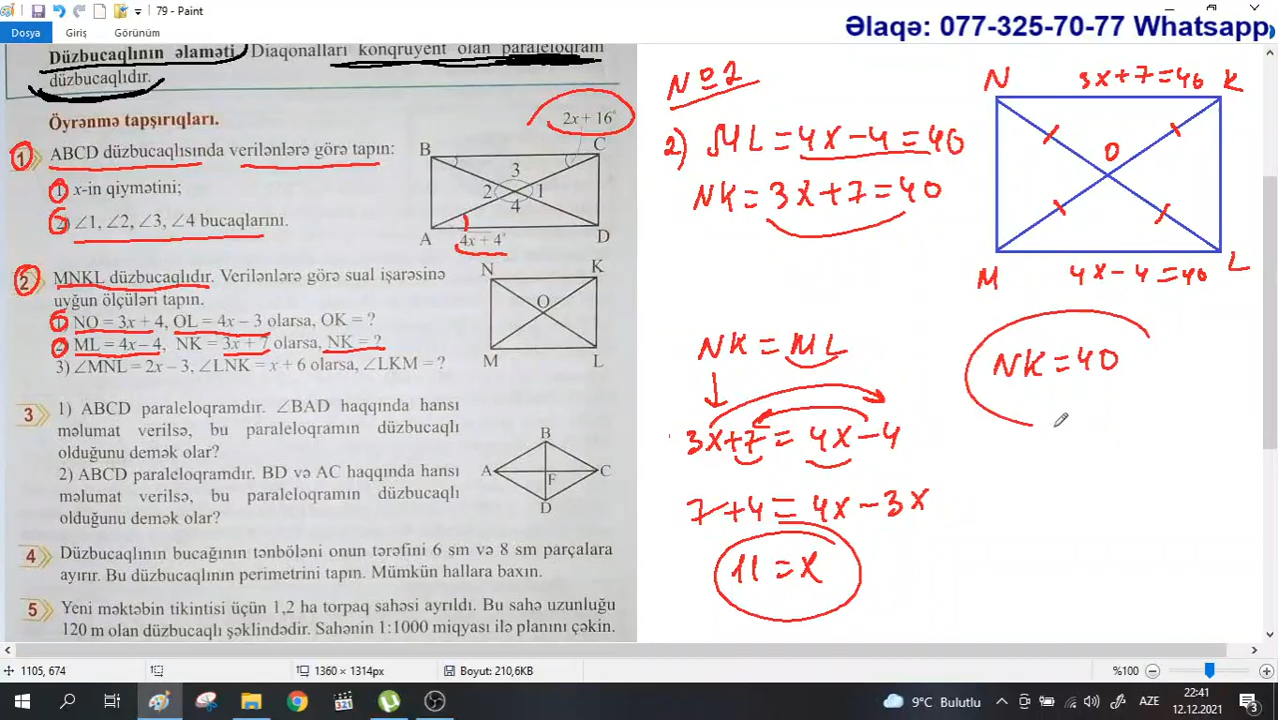 79 - Paint
Əlaqə: 077-325-70-77 Whatsapp
Dosya Giriş Görünüm
Düzbucaqlının əlaməti Diaqonalları konqruyent olan paraleloqram
düzbucaqlıdır.
Öyrənmə tapşırıqları.
1 ABCD düzbucaqlısında verilənlərə görə tapın:
1) x-in qiymətini;
2) ∠1, ∠2, ∠3, ∠4 bucaqlarını.
2x + 16°
B C
3
2 1
4
A D
4x + 4°
2 MNKL düzbucaqlıdır. Verilənlərə görə sual işarəsinə
uyğun ölçüləri tapın.
1) NO = 3x + 4, OL = 4x – 3 olarsa, OK = ?
2) ML = 4x – 4, NK = 3x + 7 olarsa, NK = ?
3) ∠MNL = 2x – 3, ∠LNK = x + 6 olarsa, ∠LKM = ?
N K
O
M L
3 1) ABCD paraleloqramdır. ∠BAD haqqında hansı
məlumat verilsə, bu paraleloqramın düzbucaqlı
olduğunu demək olar?
2) ABCD paraleloqramdır. BD və AC haqqında hansı
məlumat verilsə, bu paraleloqramın düzbucaqlı
olduğunu demək olar?
B
A C
F
D
4 Düzbucaqlının bucağının tənböləni onun tərəfini 6 sm və 8 sm parçalara
ayırır. Bu düzbucaqlının perimetrini tapın. Mümkün hallara baxın.
5 Yeni məktəbin tikintisi üçün 1,2 ha torpaq sahəsi ayrıldı. Bu sahə uzunluğu
120 m olan düzbucaqlı şəklindədir. Sahənin 1:1000 miqyası ilə planını çəkin.
№2
2) ML = 4x – 4 = 40
NK = 3x + 7 = 40
NK = ML
3x + 7 = 4x – 4
7 + 4 = 4x – 3x
11 = x
N 3x + 7 = 40 K
O
M 4x – 4 = 40 L
NK = 40
1105, 674 1360 × 1314px Boyut: 210,6KB %100
9°C Bulutlu AZE 22:41
12.12.2021
3